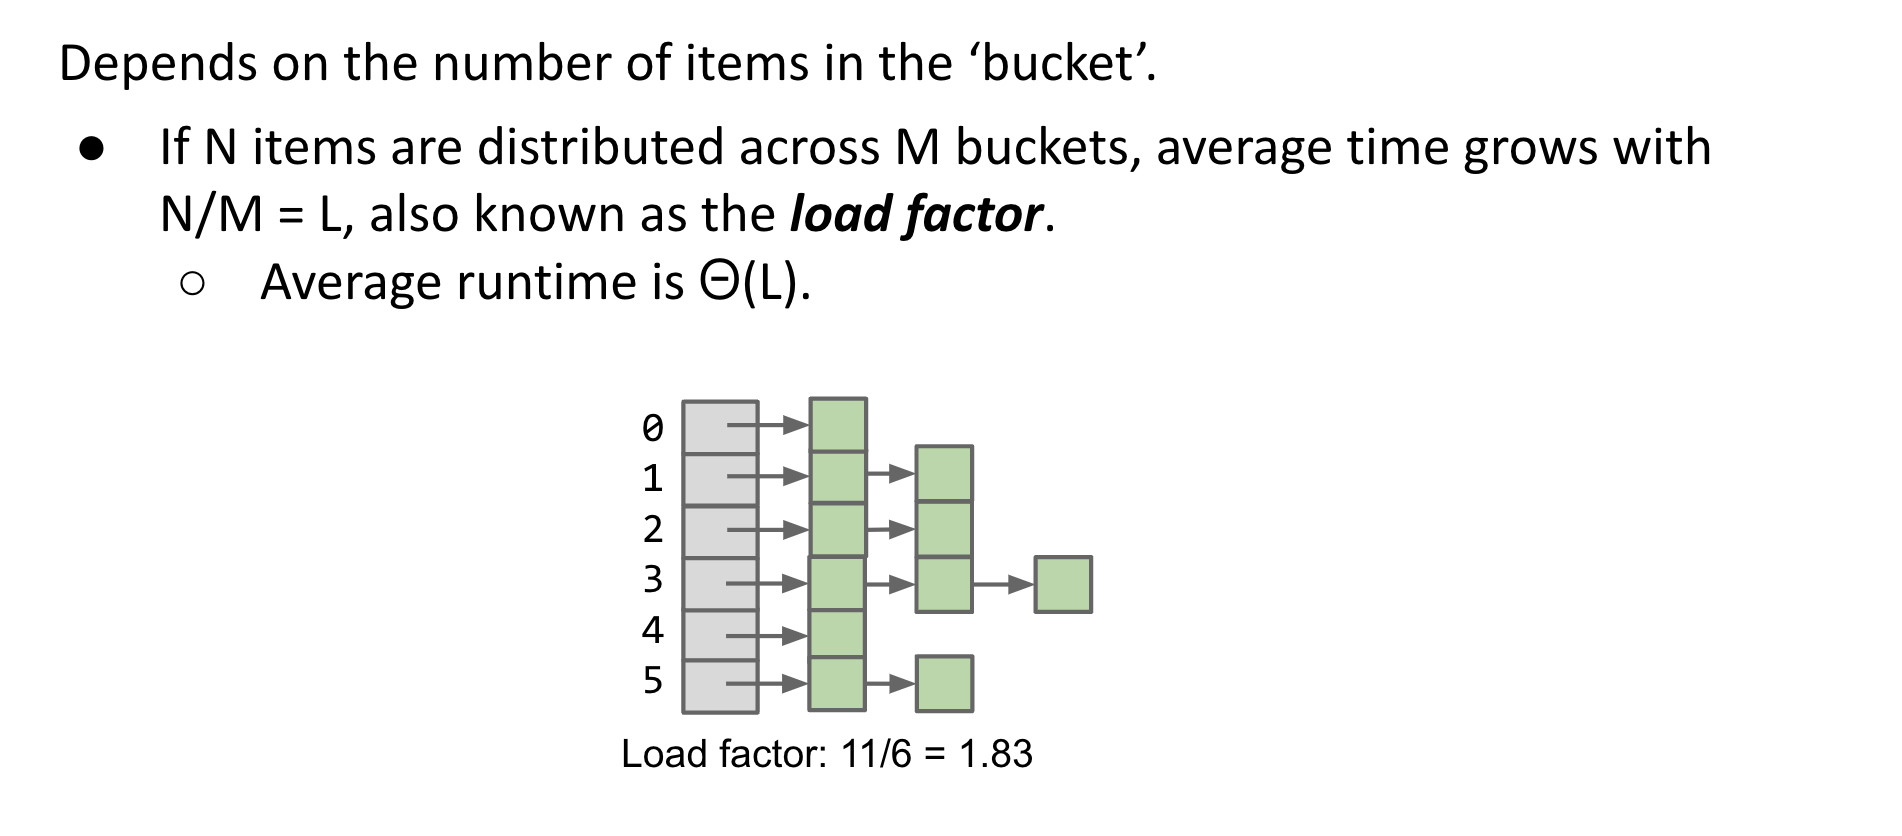 Depends on the number of items in the ‘bucket’.
● If N items are distributed across M buckets, average time grows with
N/M = L, also known as the load factor.
○ Average runtime is Θ(L).
0
1
2
3
4
5
Load factor: 11/6 = 1.83